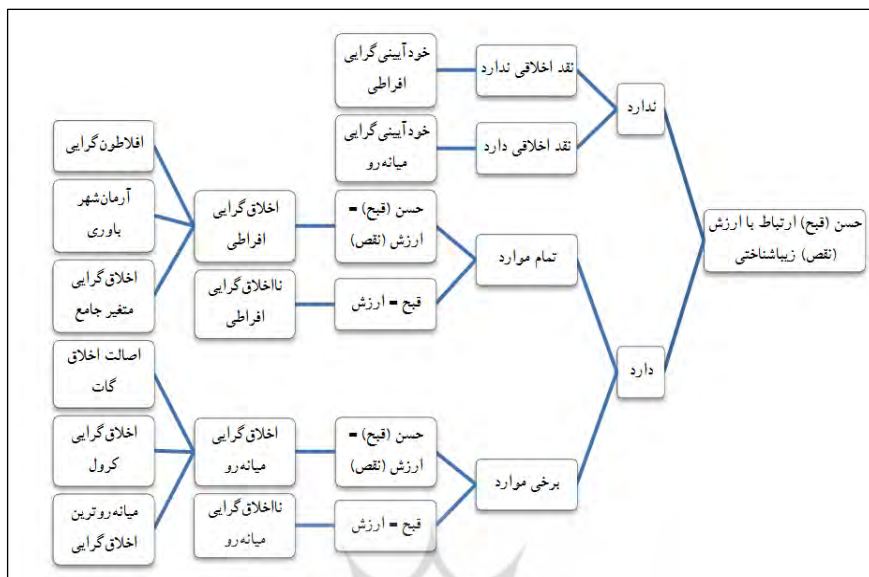 حسن (قبح) ارتباط با ارزش
(نقص) زیباشناختی
ندارد
نقد اخلاقی ندارد
خودآیینی‌گرایی
افراطی
نقد اخلاقی دارد
خودآیینی‌گرایی
میانه‌رو
دارد
تمام موارد
حسن (قبح) =
ارزش (نقص)
اخلاق‌گرایی
افراطی
افلاطون‌گرایی
آرمان‌شهر
باوری
اخلاق‌گرایی
متغیر جامع
قبح = ارزش
نااخلاق‌گرایی
افراطی
برخی موارد
حسن (قبح) =
ارزش (نقص)
اخلاق‌گرایی
میانه‌رو
اصالت اخلاق
گات
اخلاق‌گرایی
کرول
میانه‌روترین
اخلاق‌گرایی
قبح = ارزش
نااخلاق‌گرایی
میانه‌رو